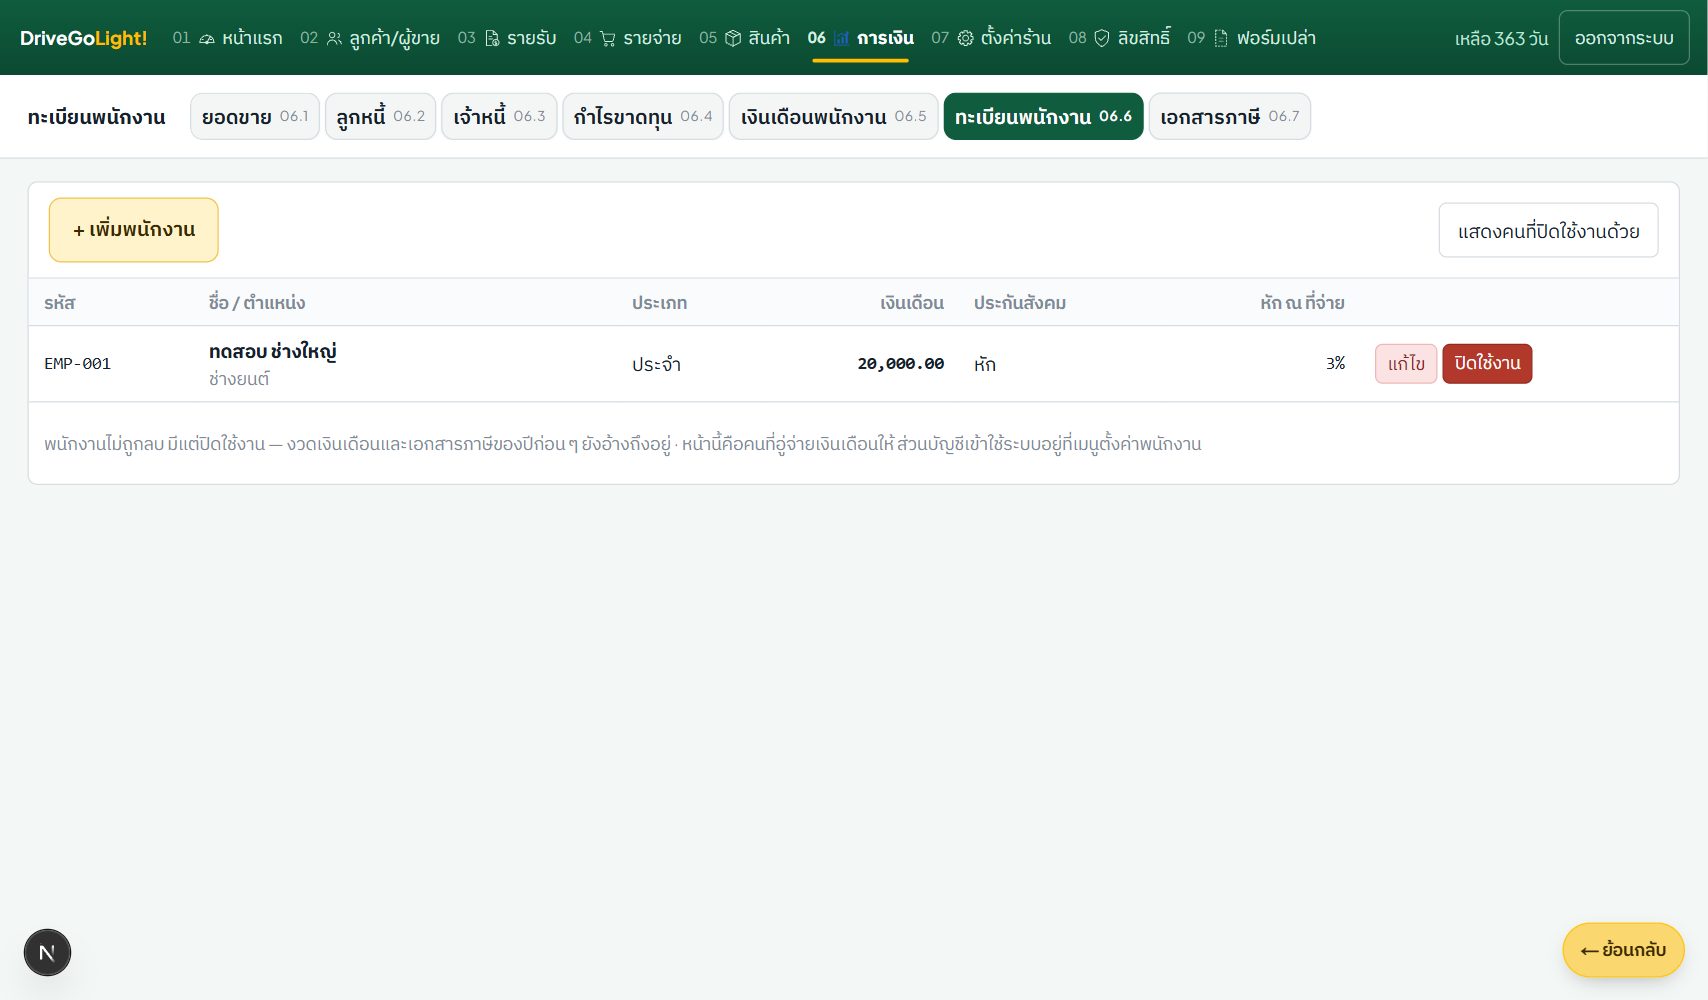 DriveGoLight! 01 หน้าแรก 02 ลูกค้า/ผู้ขาย 03 รายรับ 04 รายจ่าย 05 สินค้า 06 การเงิน 07 ตั้งค่าร้าน 08 ลิขสิทธิ์ 09 ฟอร์มเปล่า เหลือ 363 วัน ออกจากระบบ
ทะเบียนพนักงาน ยอดขาย 06.1 ลูกหนี้ 06.2 เจ้าหนี้ 06.3 กำไรขาดทุน 06.4 เงินเดือนพนักงาน 06.5 ทะเบียนพนักงาน 06.6 เอกสารภาษี 06.7
+ เพิ่มพนักงาน แสดงคนที่ปิดใช้งานด้วย
รหัส ชื่อ / ตำแหน่ง ประเภท เงินเดือน ประกันสังคม หัก ณ ที่จ่าย
EMP-001 ทดสอบ ช่างใหญ่ ประจำ 20,000.00 หัก 3% แก้ไข ปิดใช้งาน
ช่างยนต์
พนักงานไม่ถูกลบ มีแต่ปิดใช้งาน — งวดเงินเดือนและเอกสารภาษีของปีก่อน ๆ ยังอ้างถึงอยู่ · หน้านี้คือคนที่อู่จ่ายเงินเดือนให้ ส่วนบัญชีเข้าใช้ระบบอยู่ที่เมนูตั้งค่าพนักงาน
N ← ย้อนกลับ